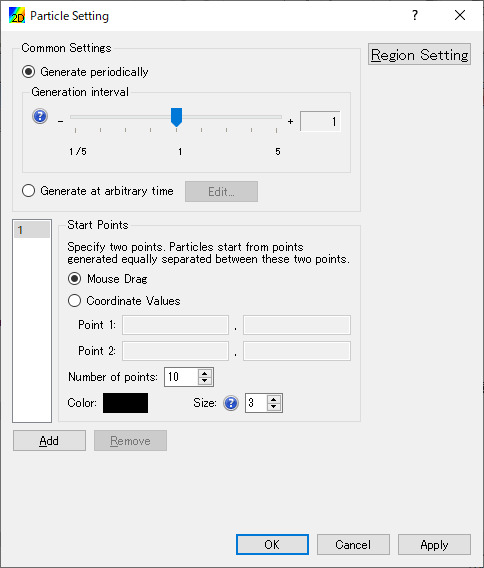 2D Particle Setting
Common Settings
Region Setting
Generate periodically
Generation interval
- + 1
1/5 1 5
Generate at arbitrary time Edit...
1
Start Points
Specify two points. Particles start from points
generated equally separated between these two points.
Mouse Drag
Coordinate Values
Point 1: ,
Point 2: ,
Number of points: 10
Color: Size: ? 3
Add Remove
OK Cancel Apply